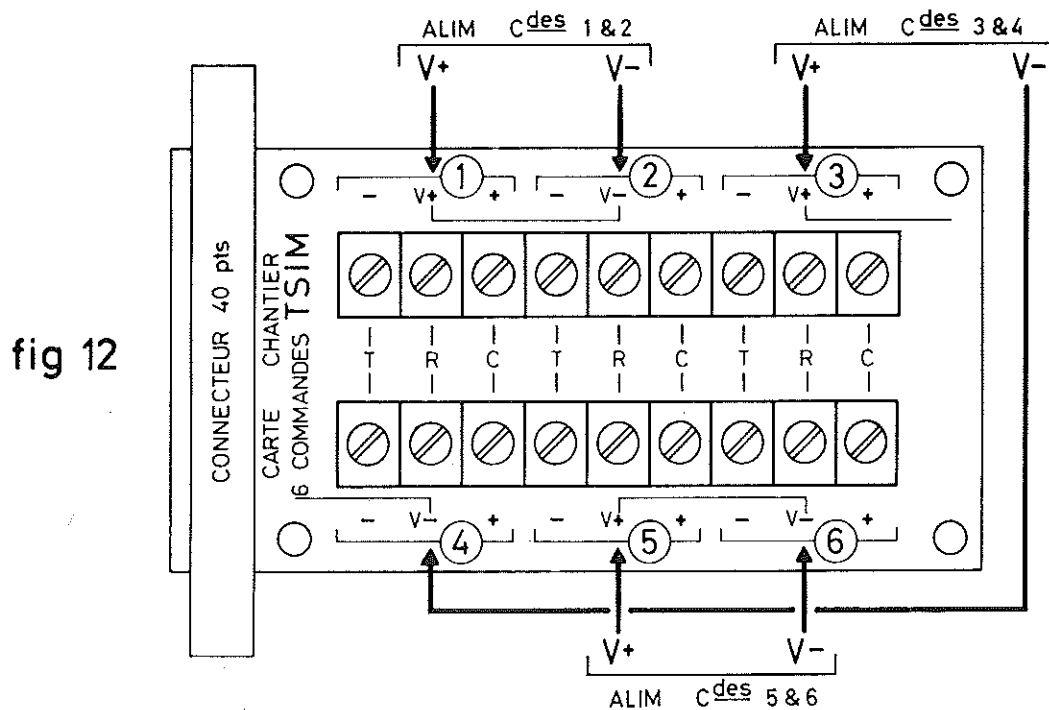 ALIM Cdes 1 & 2
ALIM Cdes 3 & 4
V+ V-
V+ V-
1 2 3
- V+ + - V- + - V+ +
fig 12
CONNECTEUR 40 pts
CARTE CHANTIER
6 COMMANDES TSIM
T R C T R C T R C
- V- + - V+ + - V- +
4 5 6
V+ V-
ALIM Cdes 5 & 6